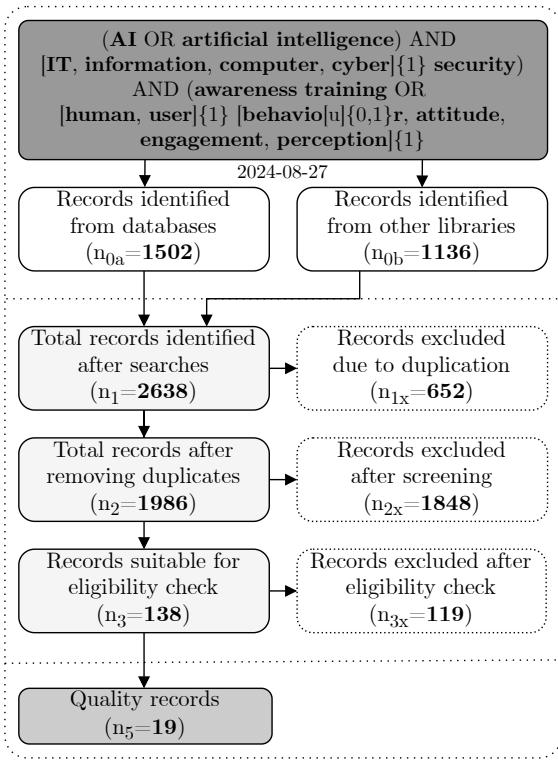 (AI OR artificial intelligence) AND
[IT, information, computer, cyber]{1} security)
AND (awareness training OR
[human, user]{1} [behavio[u]{0,1}r, attitude,
engagement, perception]{1}
2024-08-27
Records identified
from databases
(n0a=1502)
Records identified
from other libraries
(n0b=1136)
Total records identified
after searches
(n1=2638)
Records excluded
due to duplication
(n1x=652)
Total records after
removing duplicates
(n2=1986)
Records excluded
after screening
(n2x=1848)
Records suitable for
eligibility check
(n3=138)
Records excluded after
eligibility check
(n3x=119)
Quality records
(n5=19)